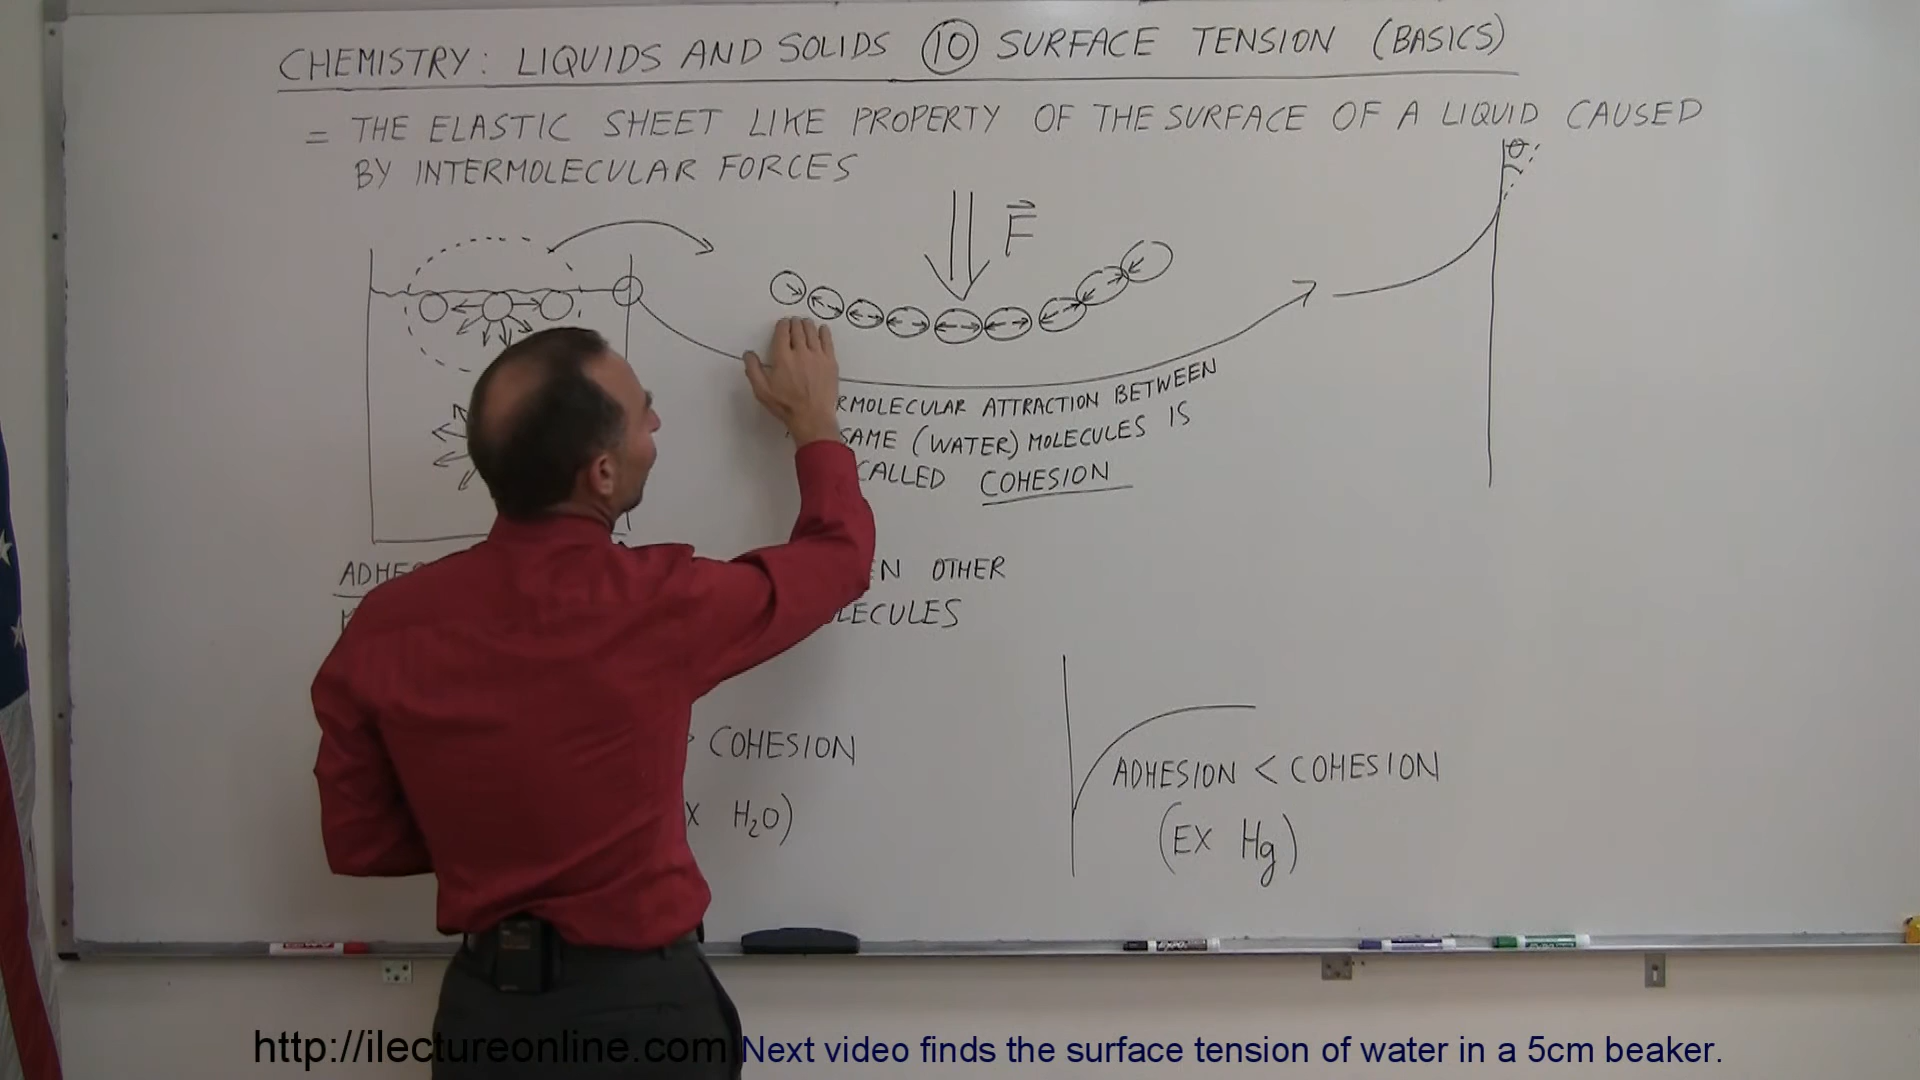 CHEMISTRY: LIQUIDS AND SOLIDS 10 SURFACE TENSION (BASICS)
= THE ELASTIC SHEET LIKE PROPERTY OF THE SURFACE OF A LIQUID CAUSED
BY INTERMOLECULAR FORCES
θ
F
RMOLECULAR ATTRACTION BETWEEN
SAME (WATER) MOLECULES IS
CALLED COHESION
ADHE
N OTHER
LECULES
> COHESION
X H₂O)
ADHESION < COHESION
(EX Hg)
EXPO
http://ilectureonline.com Next video finds the surface tension of water in a 5cm beaker.